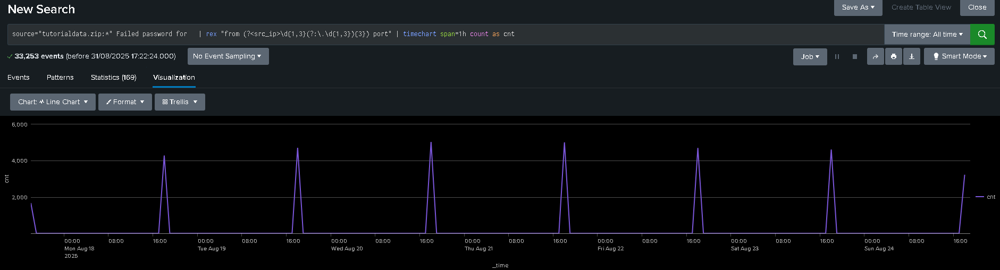 New Search
Save As ▾ Create Table View Close
source="tutorialdata.zip:*" Failed password for | rex "from (?<src_ip>\d{1,3}(?:\.\d{1,3}){3}) port" | timechart span=1h count as cnt
Time range: All time ▾
✓ 33,253 events (before 31/08/2025 17:22:24.000) No Event Sampling ▾
Job ▾ Smart Mode ▾
Events Patterns Statistics (169) Visualization
Chart: Line Chart ▾ Format ▾ Trellis ▾
6,000
4,000
2,000
cnt
cnt
00:00 08:00 16:00 00:00 08:00 16:00 00:00 08:00 16:00 00:00 08:00 16:00 00:00 08:00 16:00 00:00 08:00 16:00 00:00 08:00 16:00
Mon Aug 18 Tue Aug 19 Wed Aug 20 Thu Aug 21 Fri Aug 22 Sat Aug 23 Sun Aug 24
2025
_time